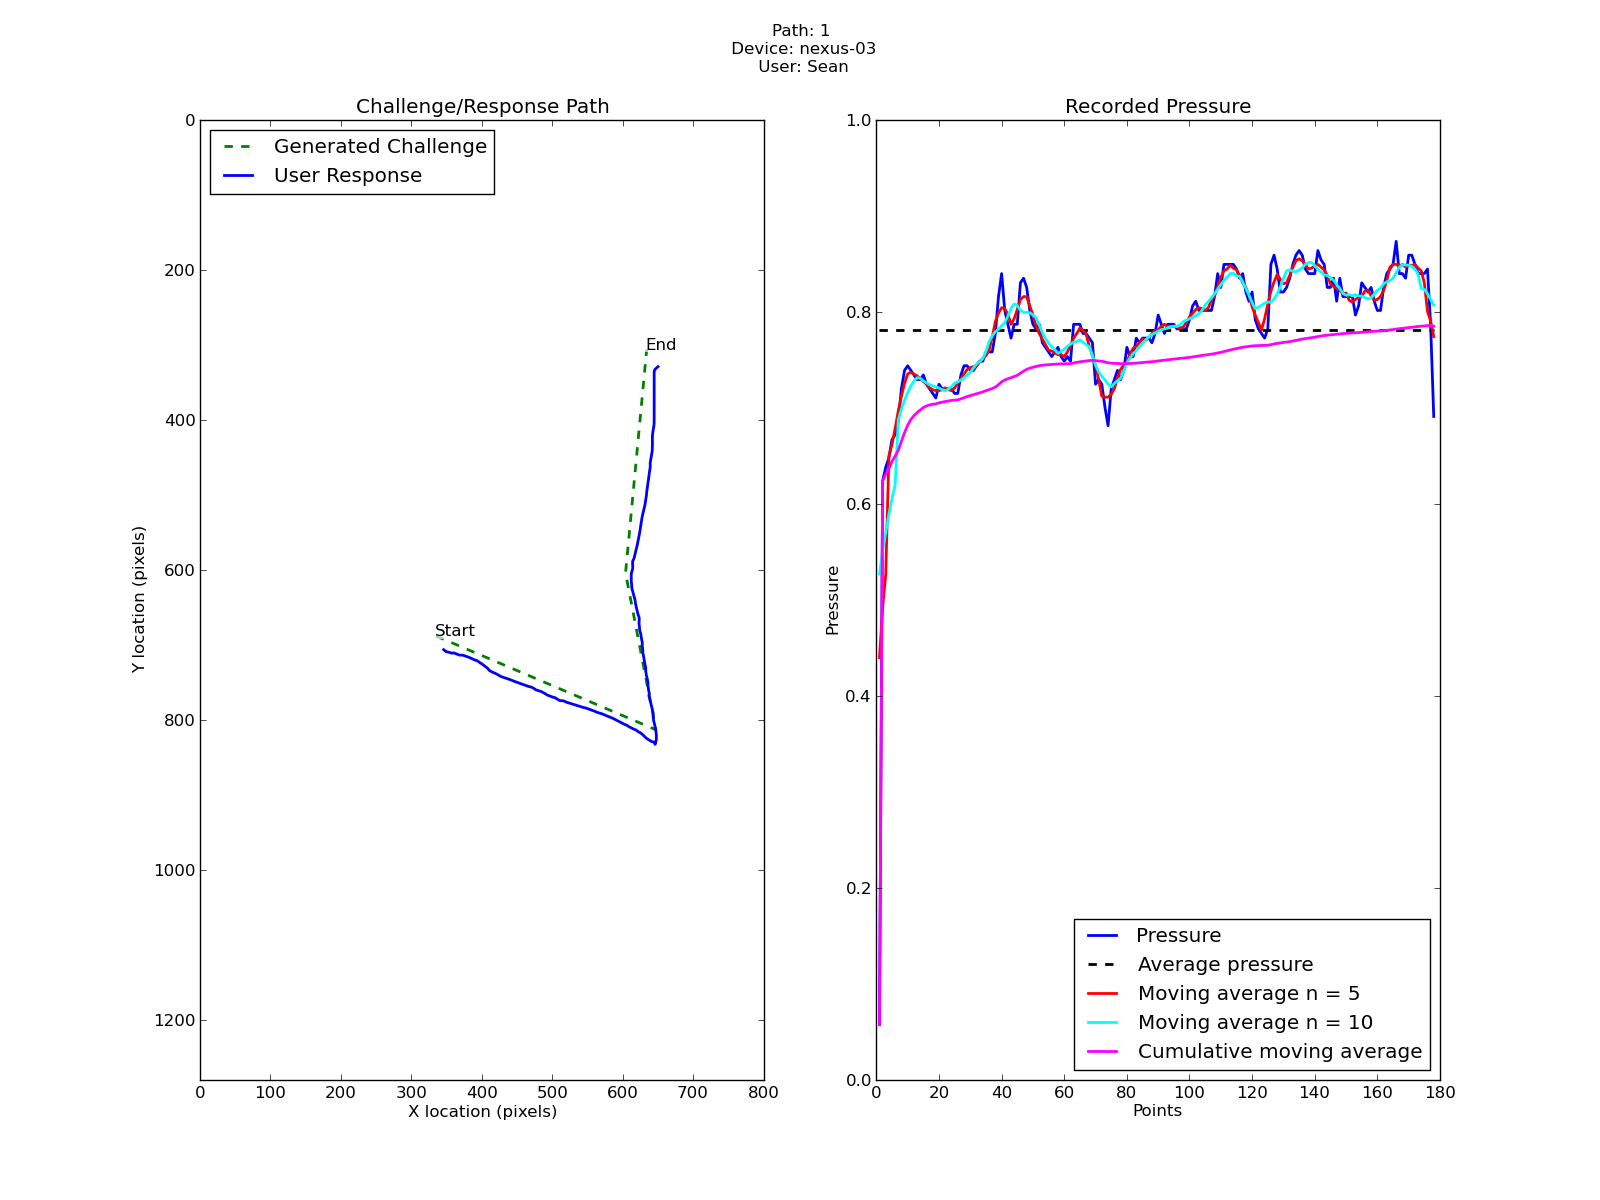 Path: 1
Device: nexus-03
User: Sean
Challenge/Response Path
Generated Challenge
User Response
Start
End
0
200
400
600
800
1000
1200
Y location (pixels)
0 100 200 300 400 500 600 700 800
X location (pixels)
Recorded Pressure
1.0
0.8
0.6
0.4
0.2
0.0
Pressure
Pressure
Average pressure
Moving average n = 5
Moving average n = 10
Cumulative moving average
0 20 40 60 80 100 120 140 160 180
Points